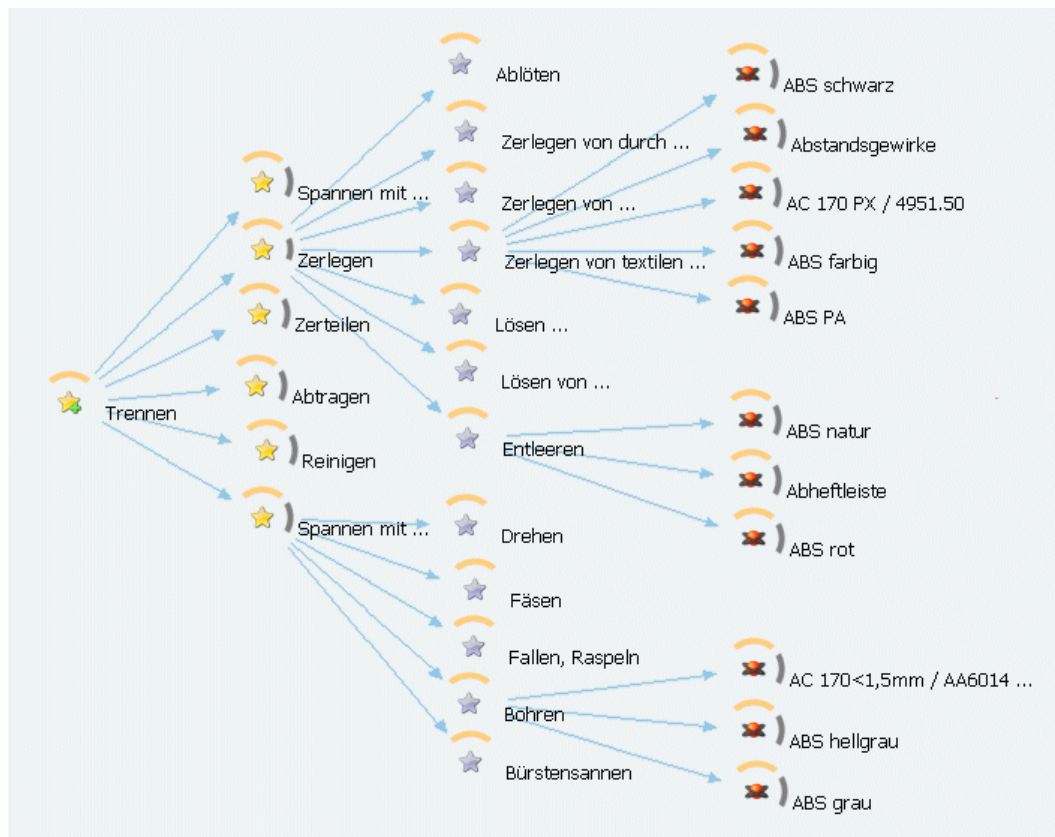 Trennen
Spannen mit ...
Zerlegen
Zerteilen
Abtragen
Reinigen
Spannen mit ...
Ablöten
Zerlegen von durch ...
Zerlegen von ...
Zerlegen von textilen ...
Lösen ...
Lösen von ...
Entleeren
Drehen
Fäsen
Fallen, Raspeln
Bohren
Bürstensannen
ABS schwarz
Abstandsgewirke
AC 170 PX / 4951.50
ABS farbig
ABS PA
ABS natur
Abheftleiste
ABS rot
AC 170<1,5mm / AA6014 ...
ABS hellgrau
ABS grau